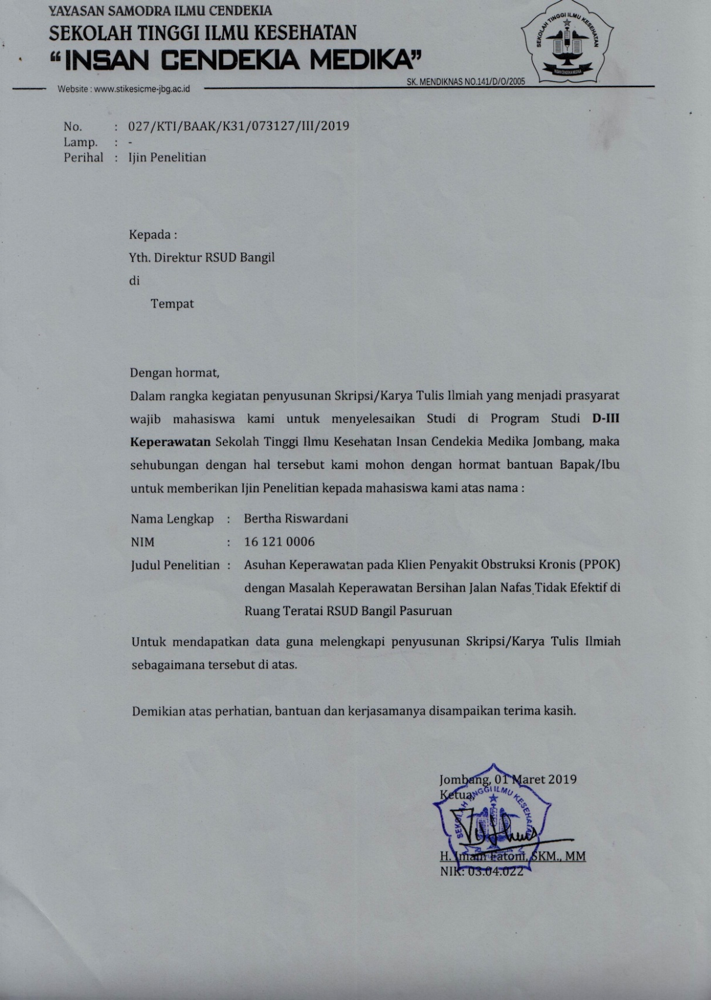 YAYASAN SAMODRA ILMU CENDEKIA
SEKOLAH TINGGI ILMU KESEHATAN
“INSAN CENDEKIA MEDIKA”
SEKOLAH TINGGI ILMU KESEHATAN
INSAN CENDEKIA MEDIKA
SK. MENDIKNAS NO.141/D/O/2005
Website : www.stikesicme-jbg.ac.id
No. : 027/KTI/BAAK/K31/073127/III/2019
Lamp. : -
Perihal : Ijin Penelitian
Kepada :
Yth. Direktur RSUD Bangil
di
Tempat
Dengan hormat,
Dalam rangka kegiatan penyusunan Skripsi/Karya Tulis Ilmiah yang menjadi prasyarat
wajib mahasiswa kami untuk menyelesaikan Studi di Program Studi D-III
Keperawatan Sekolah Tinggi Ilmu Kesehatan Insan Cendekia Medika Jombang, maka
sehubungan dengan hal tersebut kami mohon dengan hormat bantuan Bapak/Ibu
untuk memberikan Ijin Penelitian kepada mahasiswa kami atas nama :
Nama Lengkap : Bertha Riswardani
NIM : 16 121 0006
Judul Penelitian : Asuhan Keperawatan pada Klien Penyakit Obstruksi Kronis (PPOK)
dengan Masalah Keperawatan Bersihan Jalan Nafas Tidak Efektif di
Ruang Teratai RSUD Bangil Pasuruan
Untuk mendapatkan data guna melengkapi penyusunan Skripsi/Karya Tulis Ilmiah
sebagaimana tersebut di atas.
Demikian atas perhatian, bantuan dan kerjasamanya disampaikan terima kasih.
Jombang, 01 Maret 2019
Ketua,
SEKOLAH TINGGI ILMU KESEHATAN
H. Imam Fatoni, SKM., MM
NIK: 03.04.022